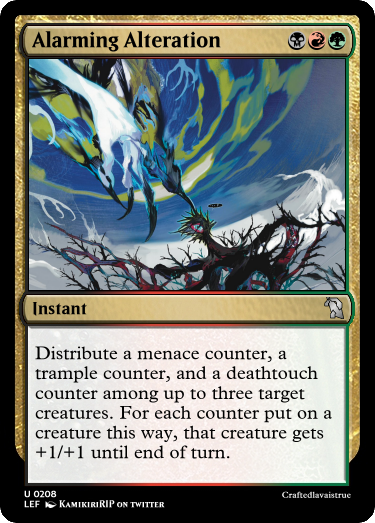 Alarming Alteration
Instant
Distribute a menace counter, a
trample counter, and a deathtouch
counter among up to three target
creatures. For each counter put on a
creature this way, that creature gets
+1/+1 until end of turn.
U 0208
LEF KamikiriRIP on twitter
Craftedlavaistrue